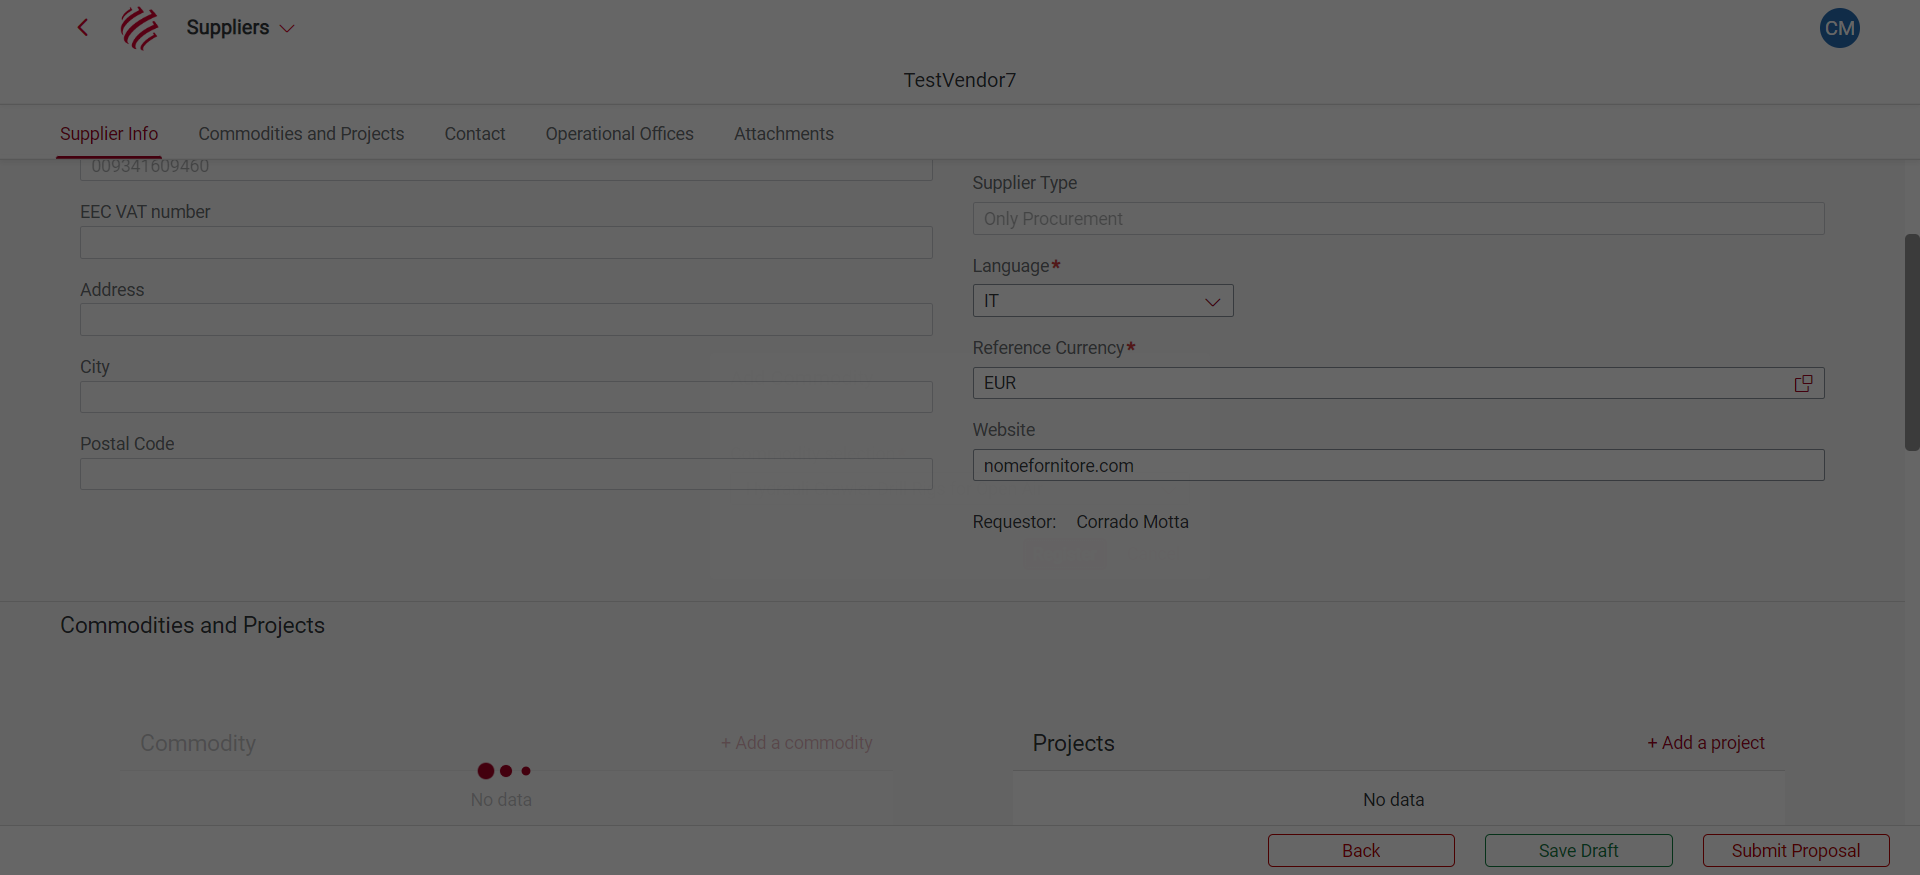 Suppliers
CM
TestVendor7
Supplier Info
Commodities and Projects
Contact
Operational Offices
Attachments
009341609460
EEC VAT number
Address
City
Postal Code
Supplier Type
Only Procurement
Language*
IT
Reference Currency*
EUR
Website
nomefornitore.com
Requestor: Corrado Motta
Commodities and Projects
Commodity
+ Add a commodity
No data
Projects
+ Add a project
No data
Back
Save Draft
Submit Proposal